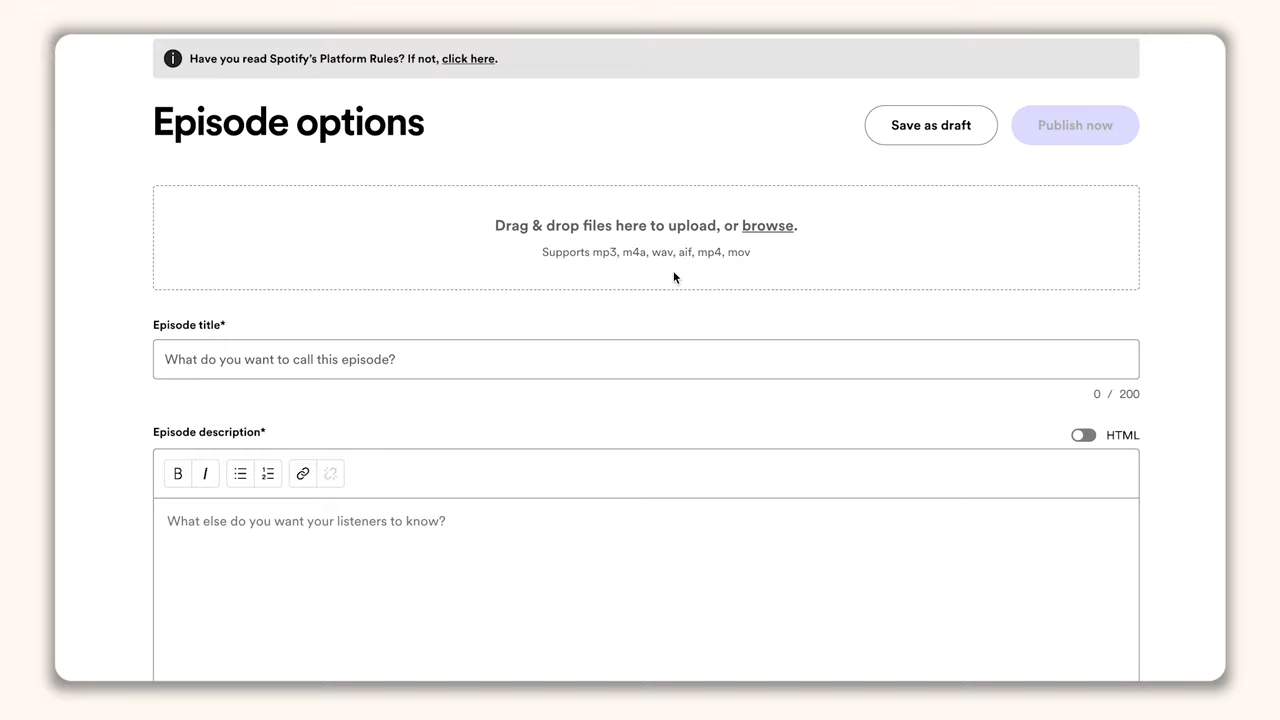 Have you read Spotify's Platform Rules? If not, click here.
Episode options
Save as draft
Publish now
Drag & drop files here to upload, or browse.
Supports mp3, m4a, wav, aif, mp4, mov
Episode title*
What do you want to call this episode?
0 / 200
Episode description*
HTML
B I
What else do you want your listeners to know?